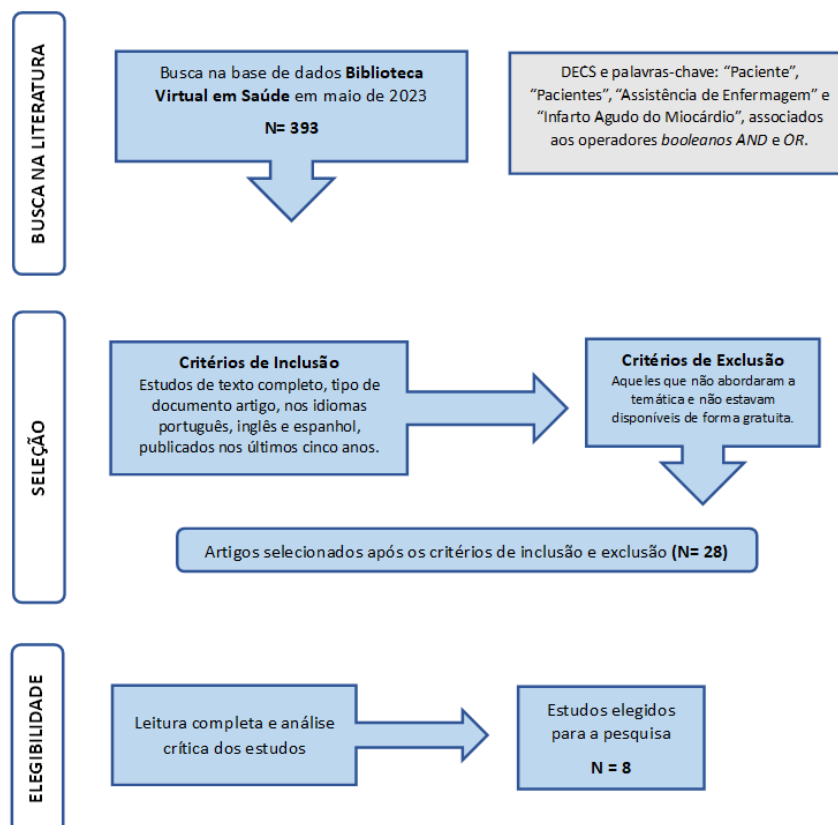 BUSCA NA LITERATURA
Busca na base de dados Biblioteca
Virtual em Saúde em maio de 2023
N= 393
DECS e palavras-chave: “Paciente”,
“Pacientes”, “Assistência de Enfermagem” e
“Infarto Agudo do Miocárdio”, associados
aos operadores booleanos AND e OR.
SELEÇÃO
Critérios de Inclusão
Estudos de texto completo, tipo de
documento artigo, nos idiomas
português, inglês e espanhol,
publicados nos últimos cinco anos.
Critérios de Exclusão
Aqueles que não abordaram a
temática e não estavam
disponíveis de forma gratuita.
Artigos selecionados após os critérios de inclusão e exclusão (N= 28)
ELEGIBILIDADE
Leitura completa e análise
crítica dos estudos
Estudos elegidos
para a pesquisa
N = 8